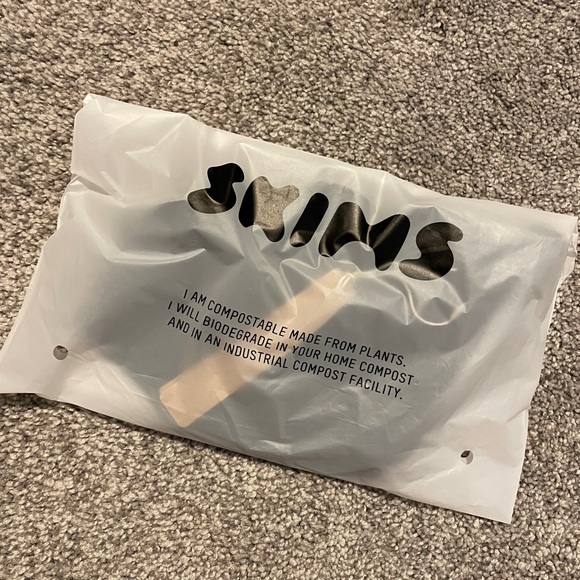 SKIMS
I AM COMPOSTABLE MADE FROM PLANTS.
I WILL BIODEGRADE IN YOUR HOME COMPOST
AND IN AN INDUSTRIAL COMPOST FACILITY.